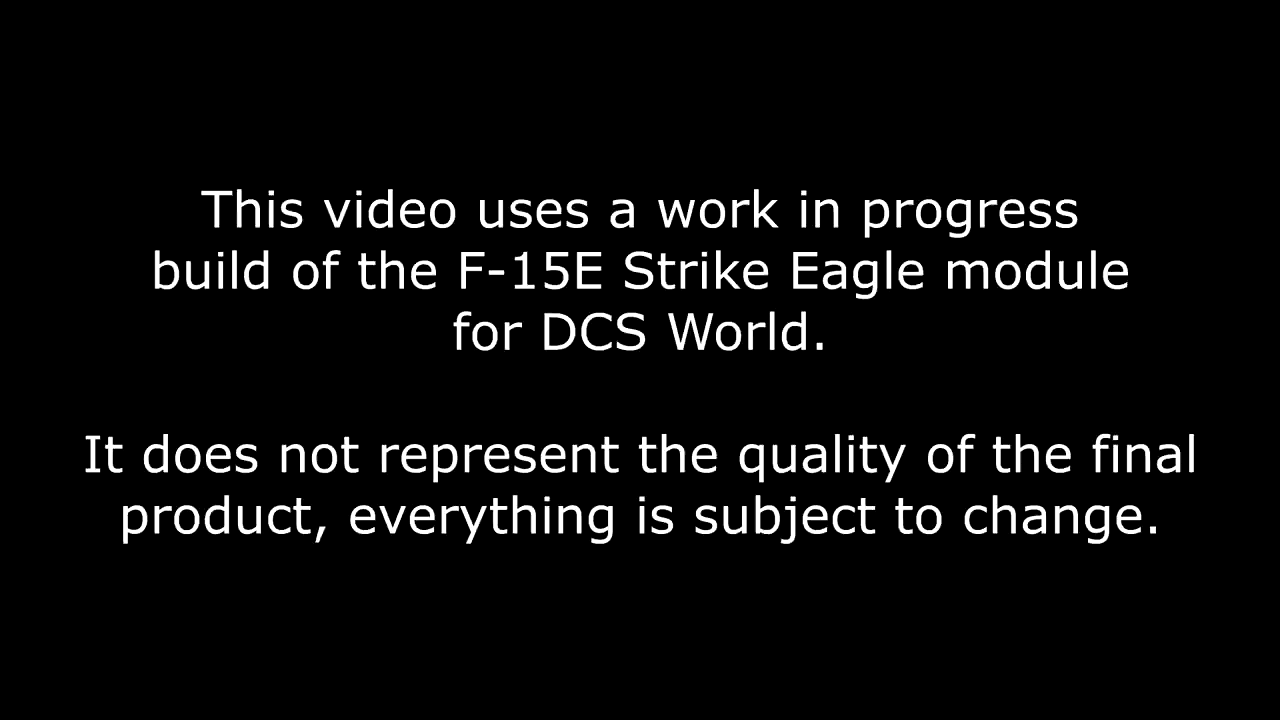 This video uses a work in progress
build of the F-15E Strike Eagle module
for DCS World.
It does not represent the quality of the final
product, everything is subject to change.